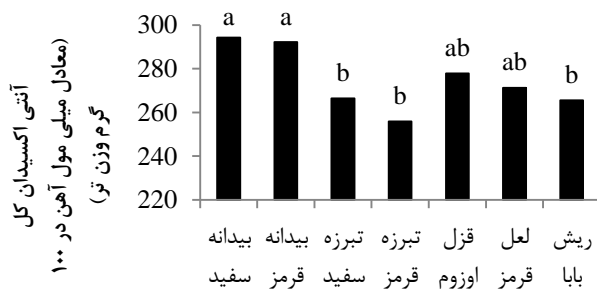 آنتی اکسیدان کل
(معادل میلی مول آهن در ۱۰۰
گرم وزن تر)
300
280
260
240
220
a
a
b
b
ab
ab
b
بیدانه سفید
بیدانه قرمز
تبرزه سفید
تبرزه قرمز
قزل اوزوم
لعل قرمز
ریش بابا